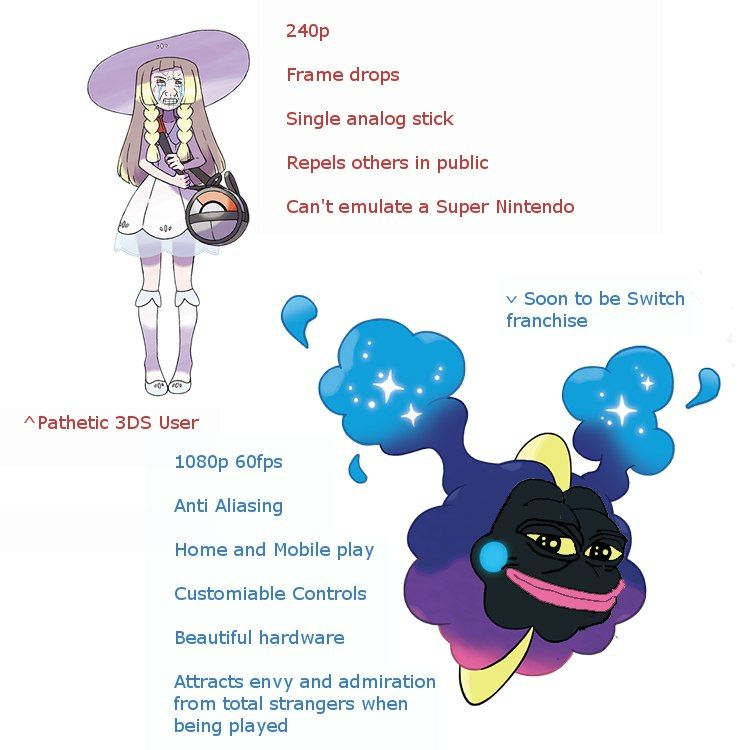 240p
Frame drops
Single analog stick
Repels others in public
Can't emulate a Super Nintendo
v Soon to be Switch
franchise
^Pathetic 3DS User
1080p 60fps
Anti Aliasing
Home and Mobile play
Customiable Controls
Beautiful hardware
Attracts envy and admiration
from total strangers when
being played